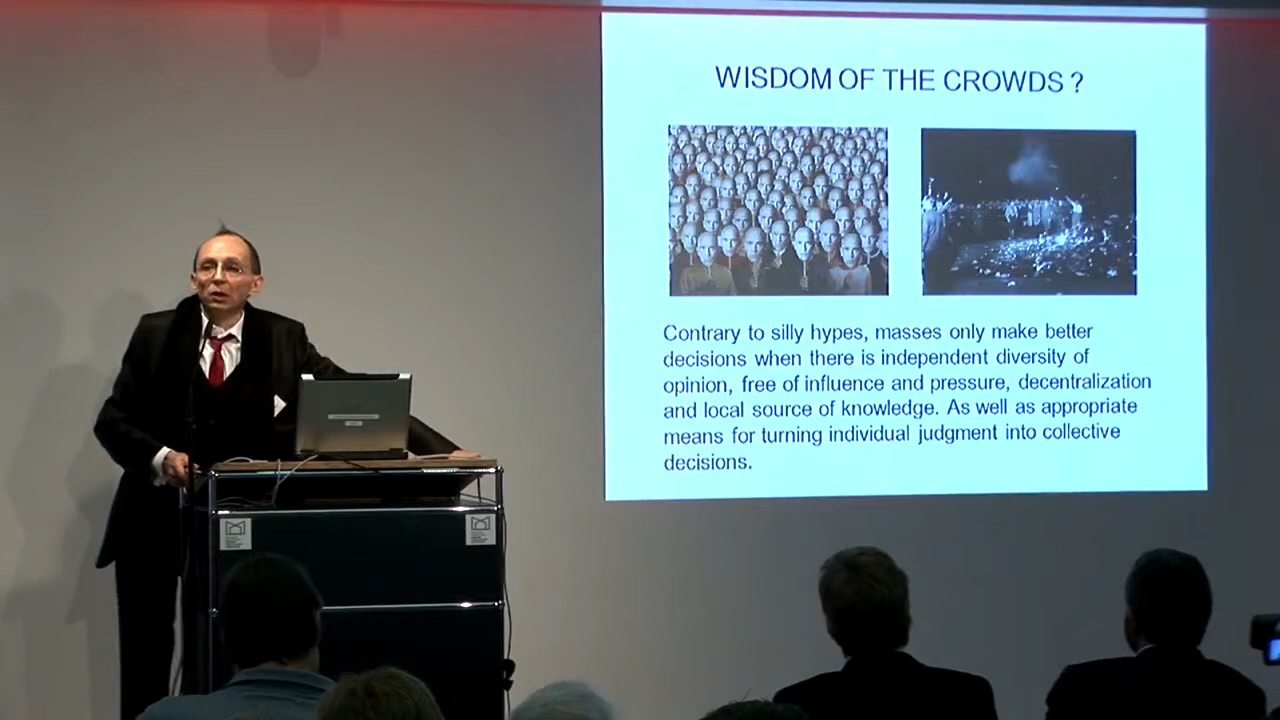 WISDOM OF THE CROWDS ?
Contrary to silly hypes, masses only make better
decisions when there is independent diversity of
opinion, free of influence and pressure, decentralization
and local source of knowledge. As well as appropriate
means for turning individual judgment into collective
decisions.